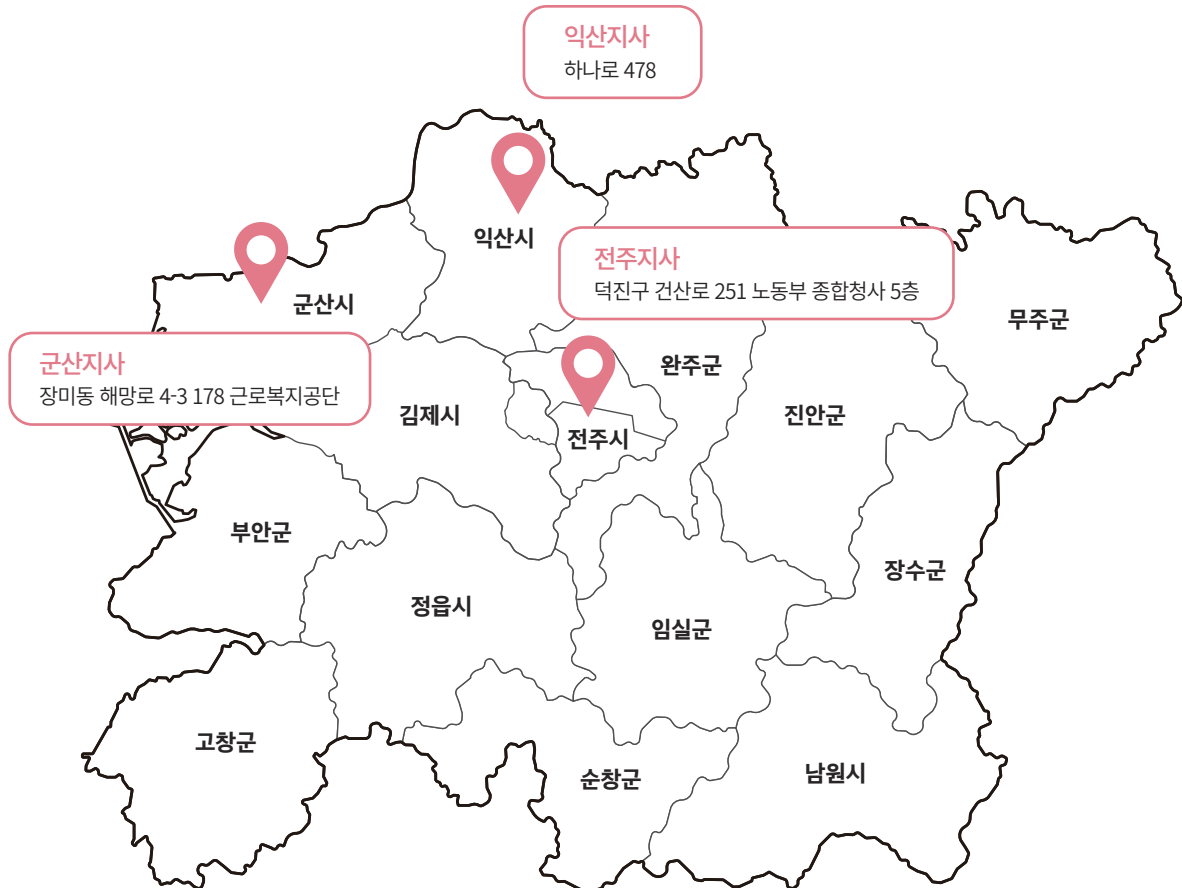 익산지사
하나로 478
익산시
전주지사
덕진구 건산로 251 노동부 종합청사 5층
군산시
무주군
군산지사
장미동 해망로 4-3 178 근로복지공단
완주군
김제시
진안군
전주시
부안군
장수군
정읍시
임실군
고창군
순창군
남원시